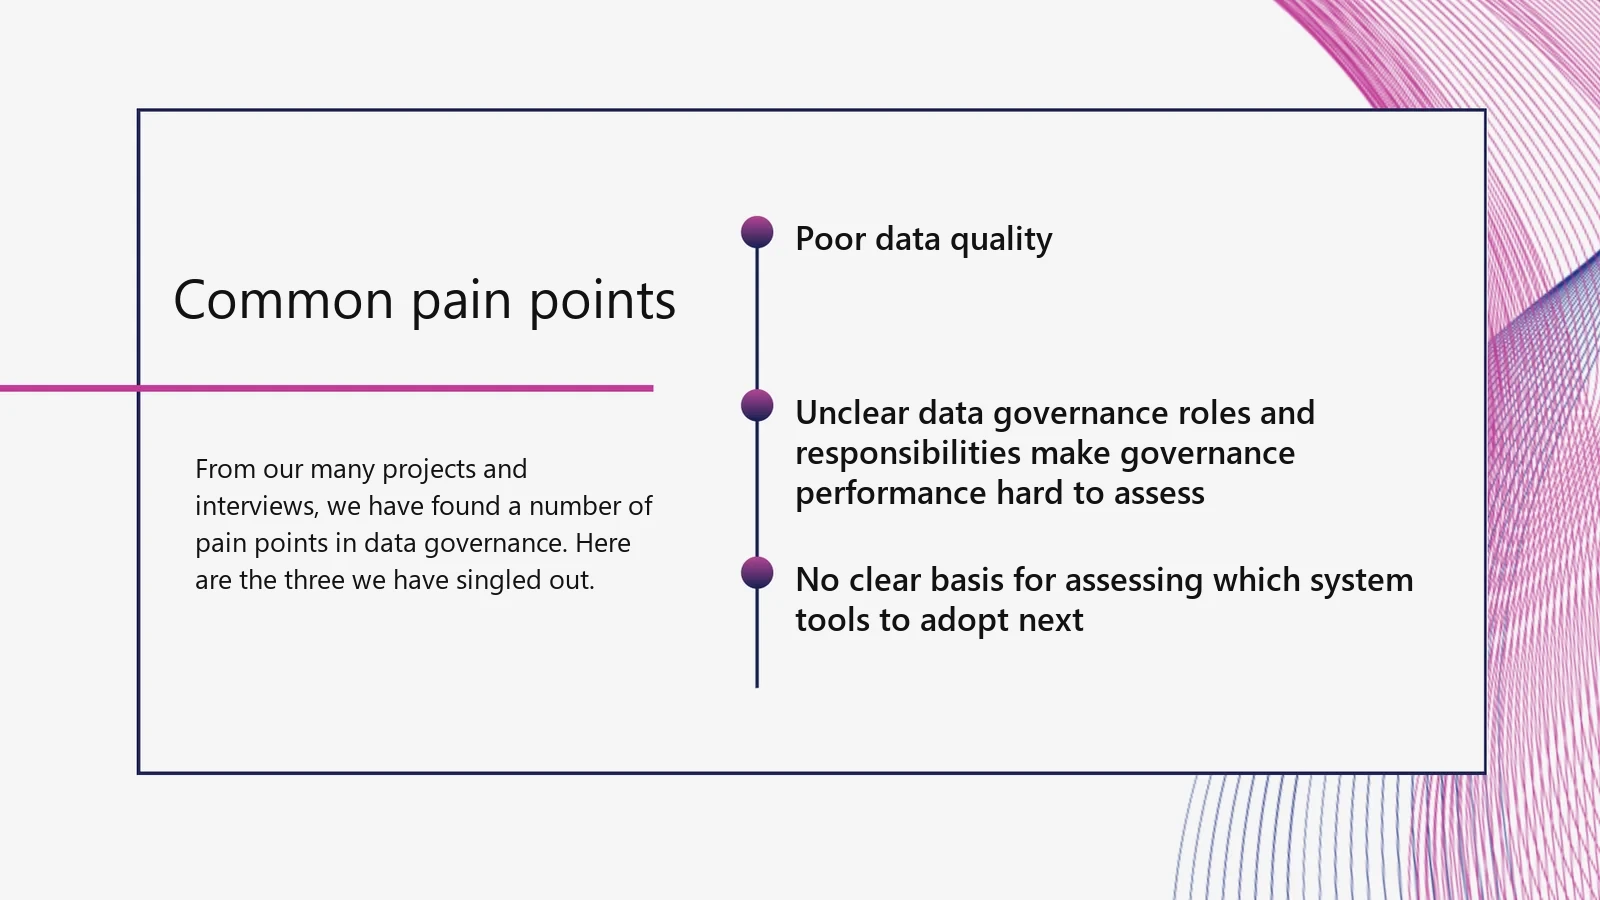 Common pain points
From our many projects and
interviews, we have found a number of
pain points in data governance. Here
are the three we have singled out.
Poor data quality
Unclear data governance roles and
responsibilities make governance
performance hard to assess
No clear basis for assessing which system
tools to adopt next